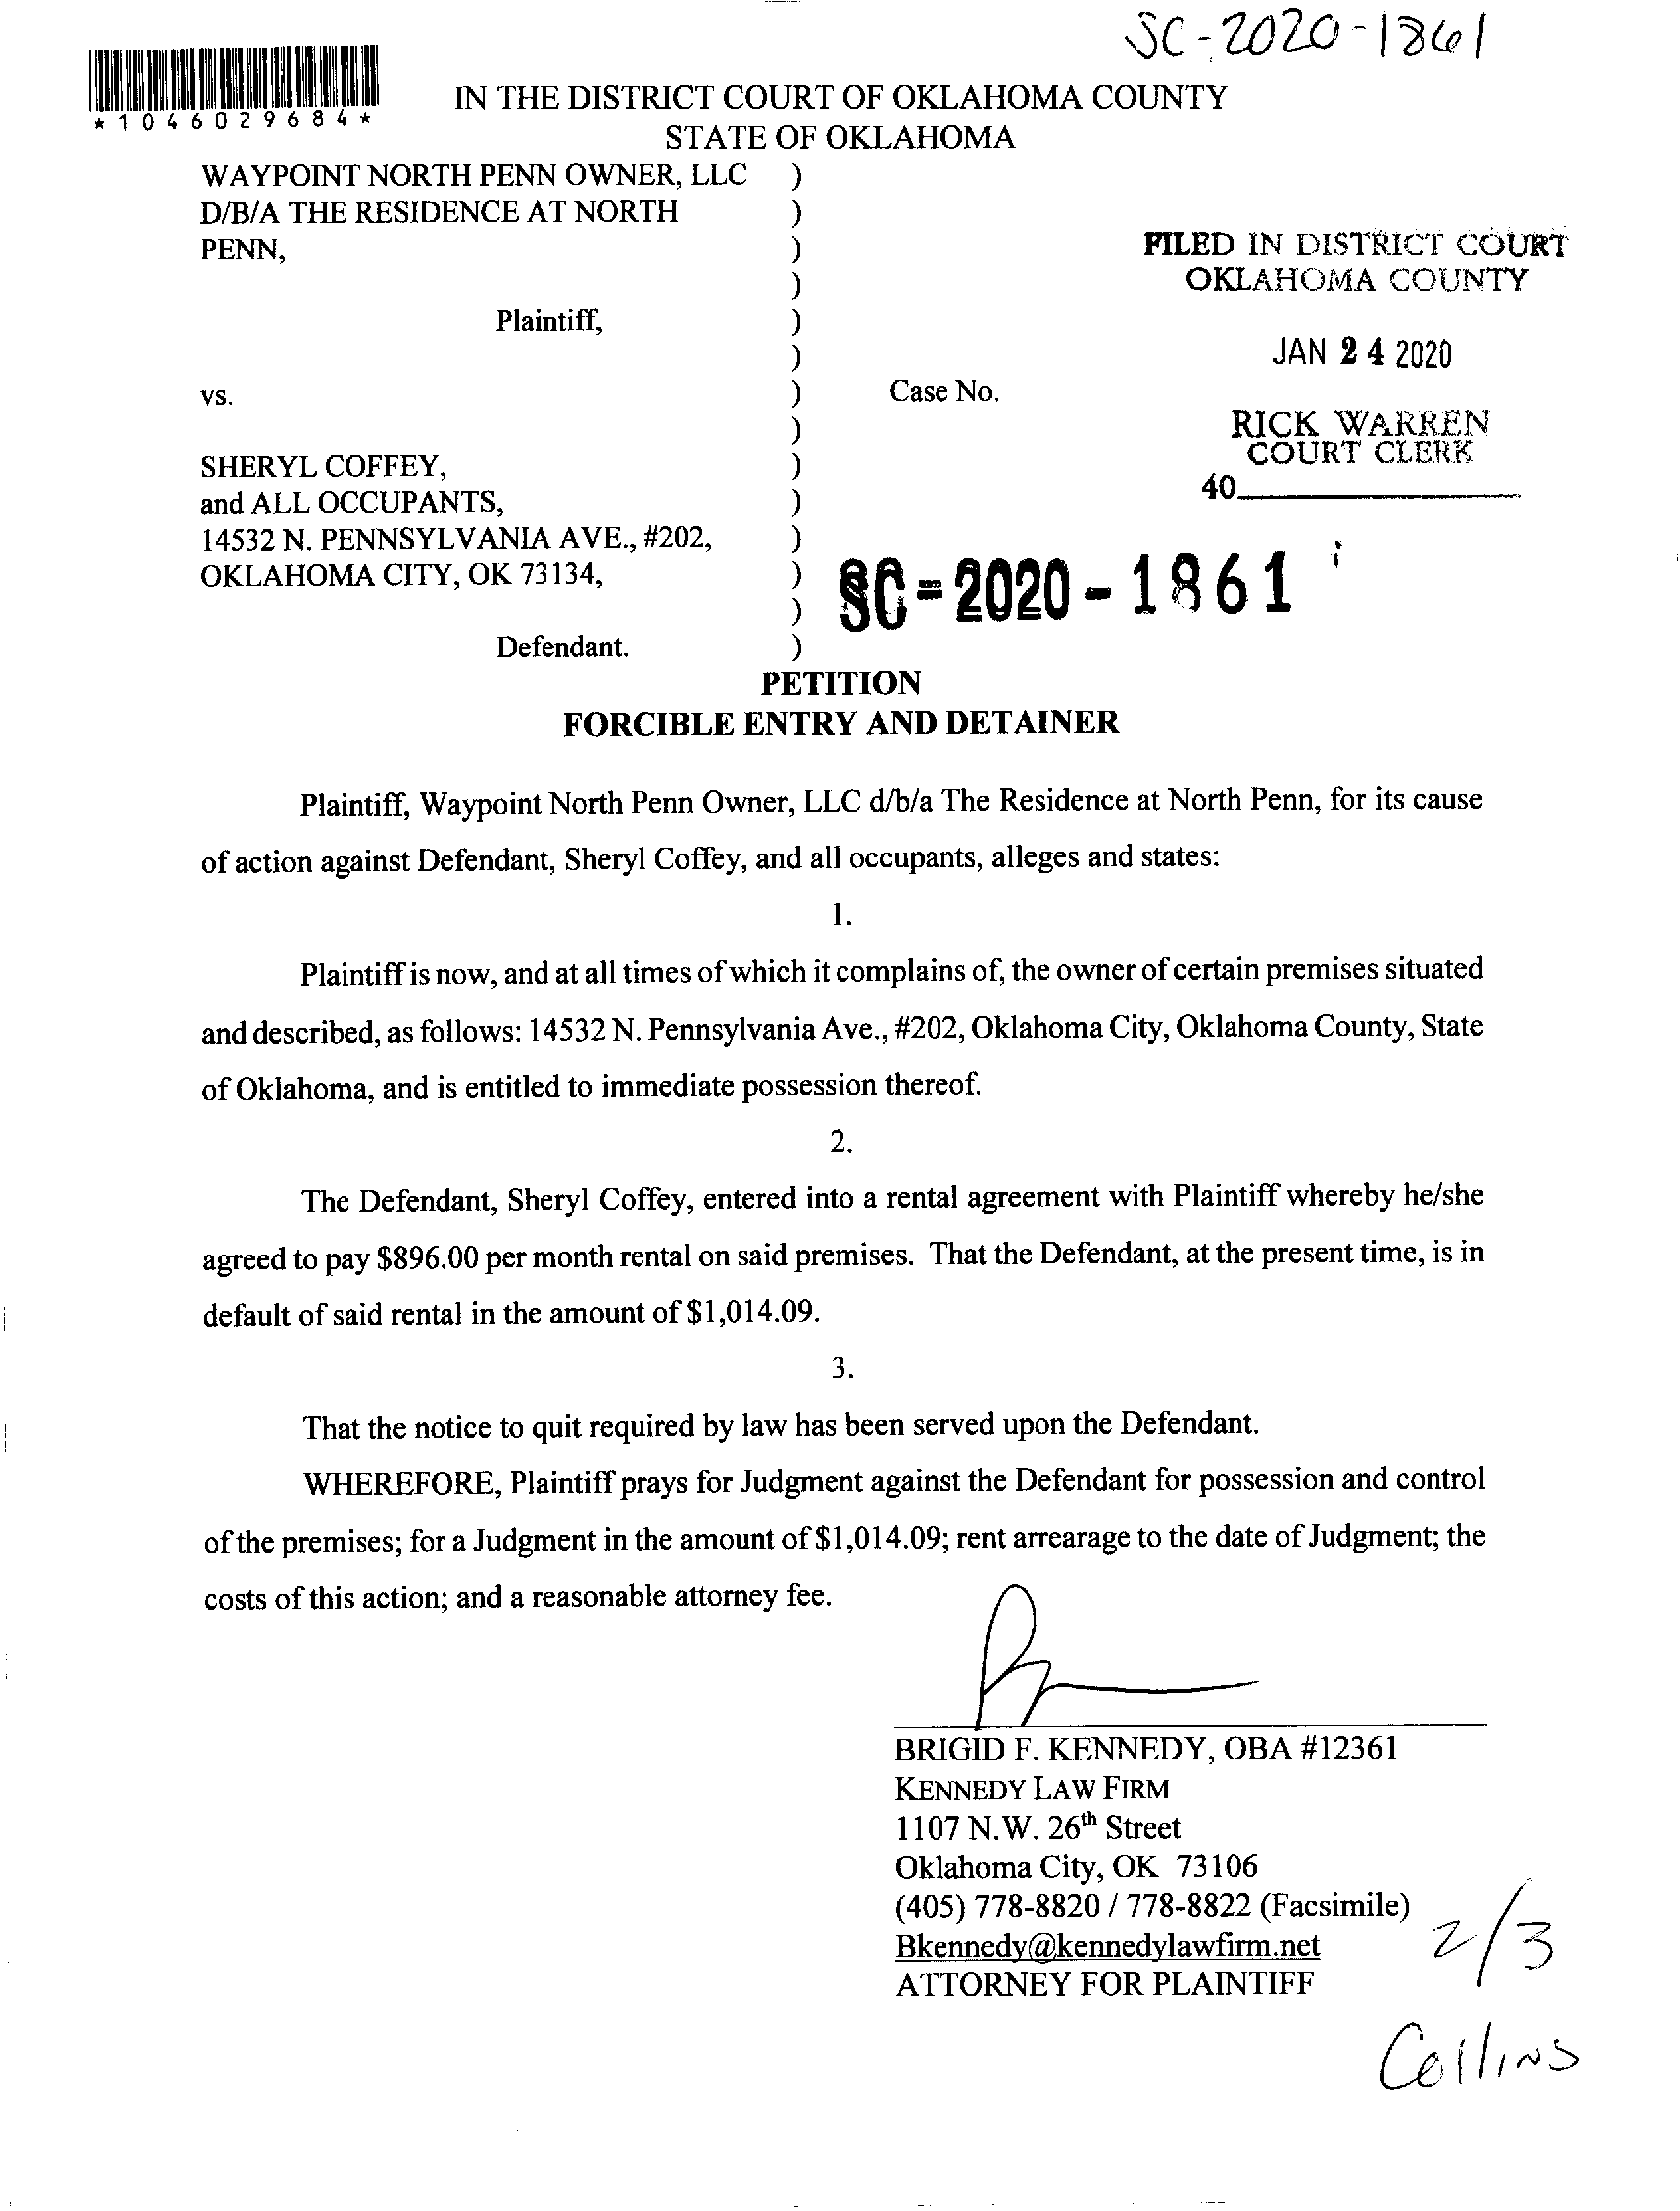 SC-2020-1861
*1046029684*
IN THE DISTRICT COURT OF OKLAHOMA COUNTY
STATE OF OKLAHOMA
WAYPOINT NORTH PENN OWNER, LLC )
D/B/A THE RESIDENCE AT NORTH )
PENN, )
)
Plaintiff, )
)
vs. )
)
SHERYL COFFEY, )
and ALL OCCUPANTS, )
14532 N. PENNSYLVANIA AVE., #202, )
OKLAHOMA CITY, OK 73134, )
)
Defendant. )
Case No.
FILED IN DISTRICT COURT
OKLAHOMA COUNTY
JAN 24 2020
RICK WARREN
COURT CLERK
40
SC-2020-1861
PETITION
FORCIBLE ENTRY AND DETAINER
Plaintiff, Waypoint North Penn Owner, LLC d/b/a The Residence at North Penn, for its cause
of action against Defendant, Sheryl Coffey, and all occupants, alleges and states:
1.
Plaintiff is now, and at all times of which it complains of, the owner of certain premises situated
and described, as follows: 14532 N. Pennsylvania Ave., #202, Oklahoma City, Oklahoma County, State
of Oklahoma, and is entitled to immediate possession thereof.
2.
The Defendant, Sheryl Coffey, entered into a rental agreement with Plaintiff whereby he/she
agreed to pay $896.00 per month rental on said premises. That the Defendant, at the present time, is in
default of said rental in the amount of $1,014.09.
3.
That the notice to quit required by law has been served upon the Defendant.
WHEREFORE, Plaintiff prays for Judgment against the Defendant for possession and control
of the premises; for a Judgment in the amount of $1,014.09; rent arrearage to the date of Judgment; the
costs of this action; and a reasonable attorney fee.
BRIGID F. KENNEDY, OBA #12361
KENNEDY LAW FIRM
1107 N.W. 26th Street
Oklahoma City, OK 73106
(405) 778-8820 / 778-8822 (Facsimile)
Bkennedy@kennedylawfirm.net
ATTORNEY FOR PLAINTIFF
2/3
Collins